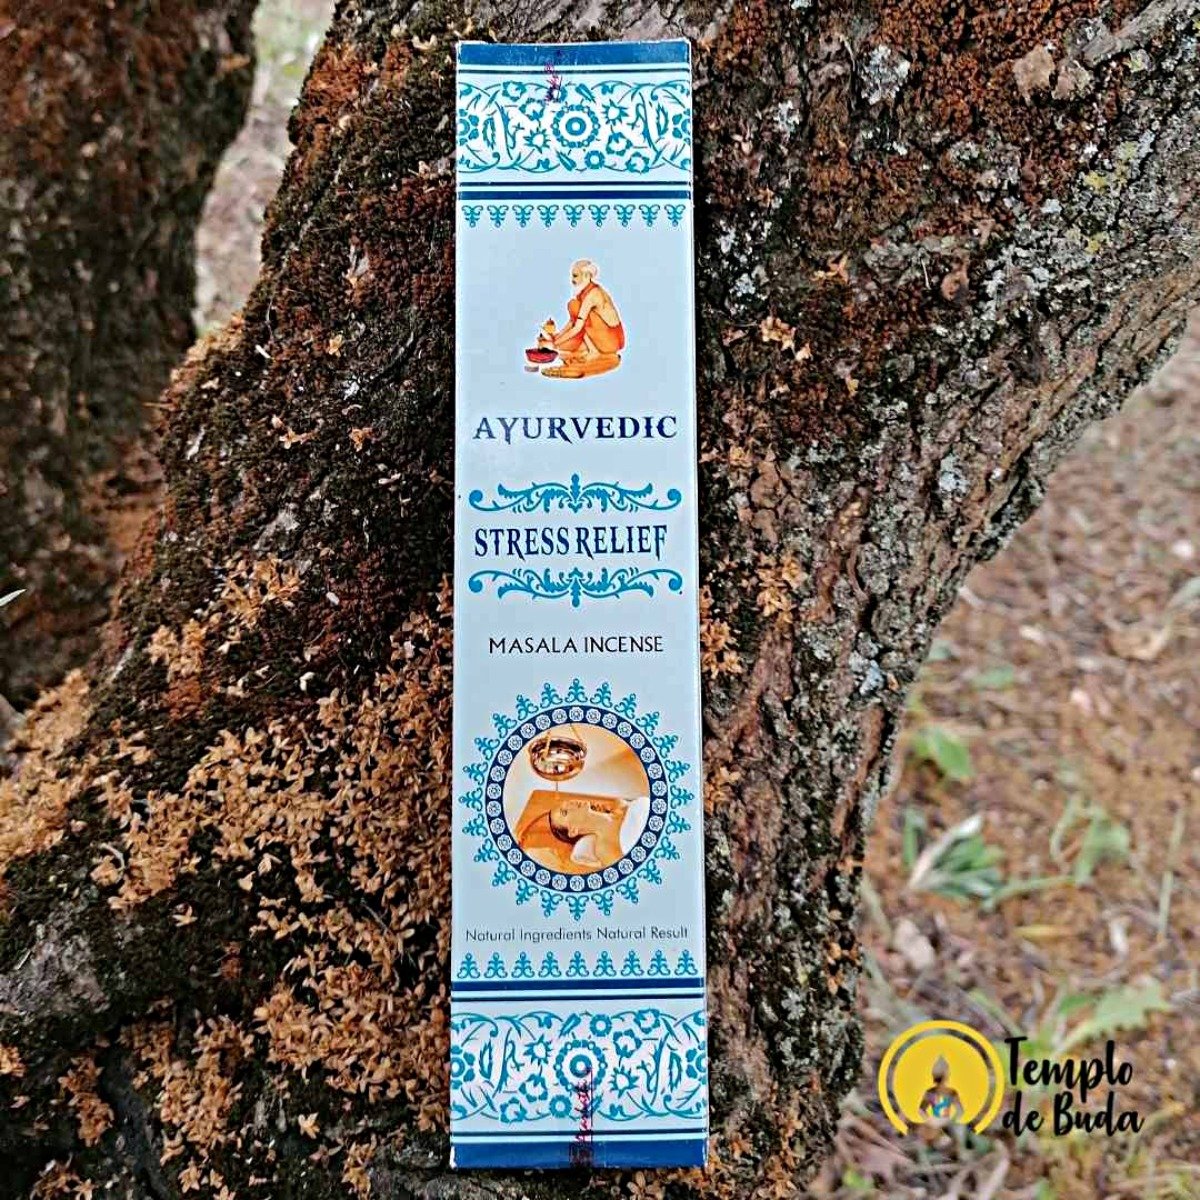 AYURVEDIC
STRESS RELIEF
MASALA INCENSE
Natural Ingredients Natural Result
Templo
de Buda